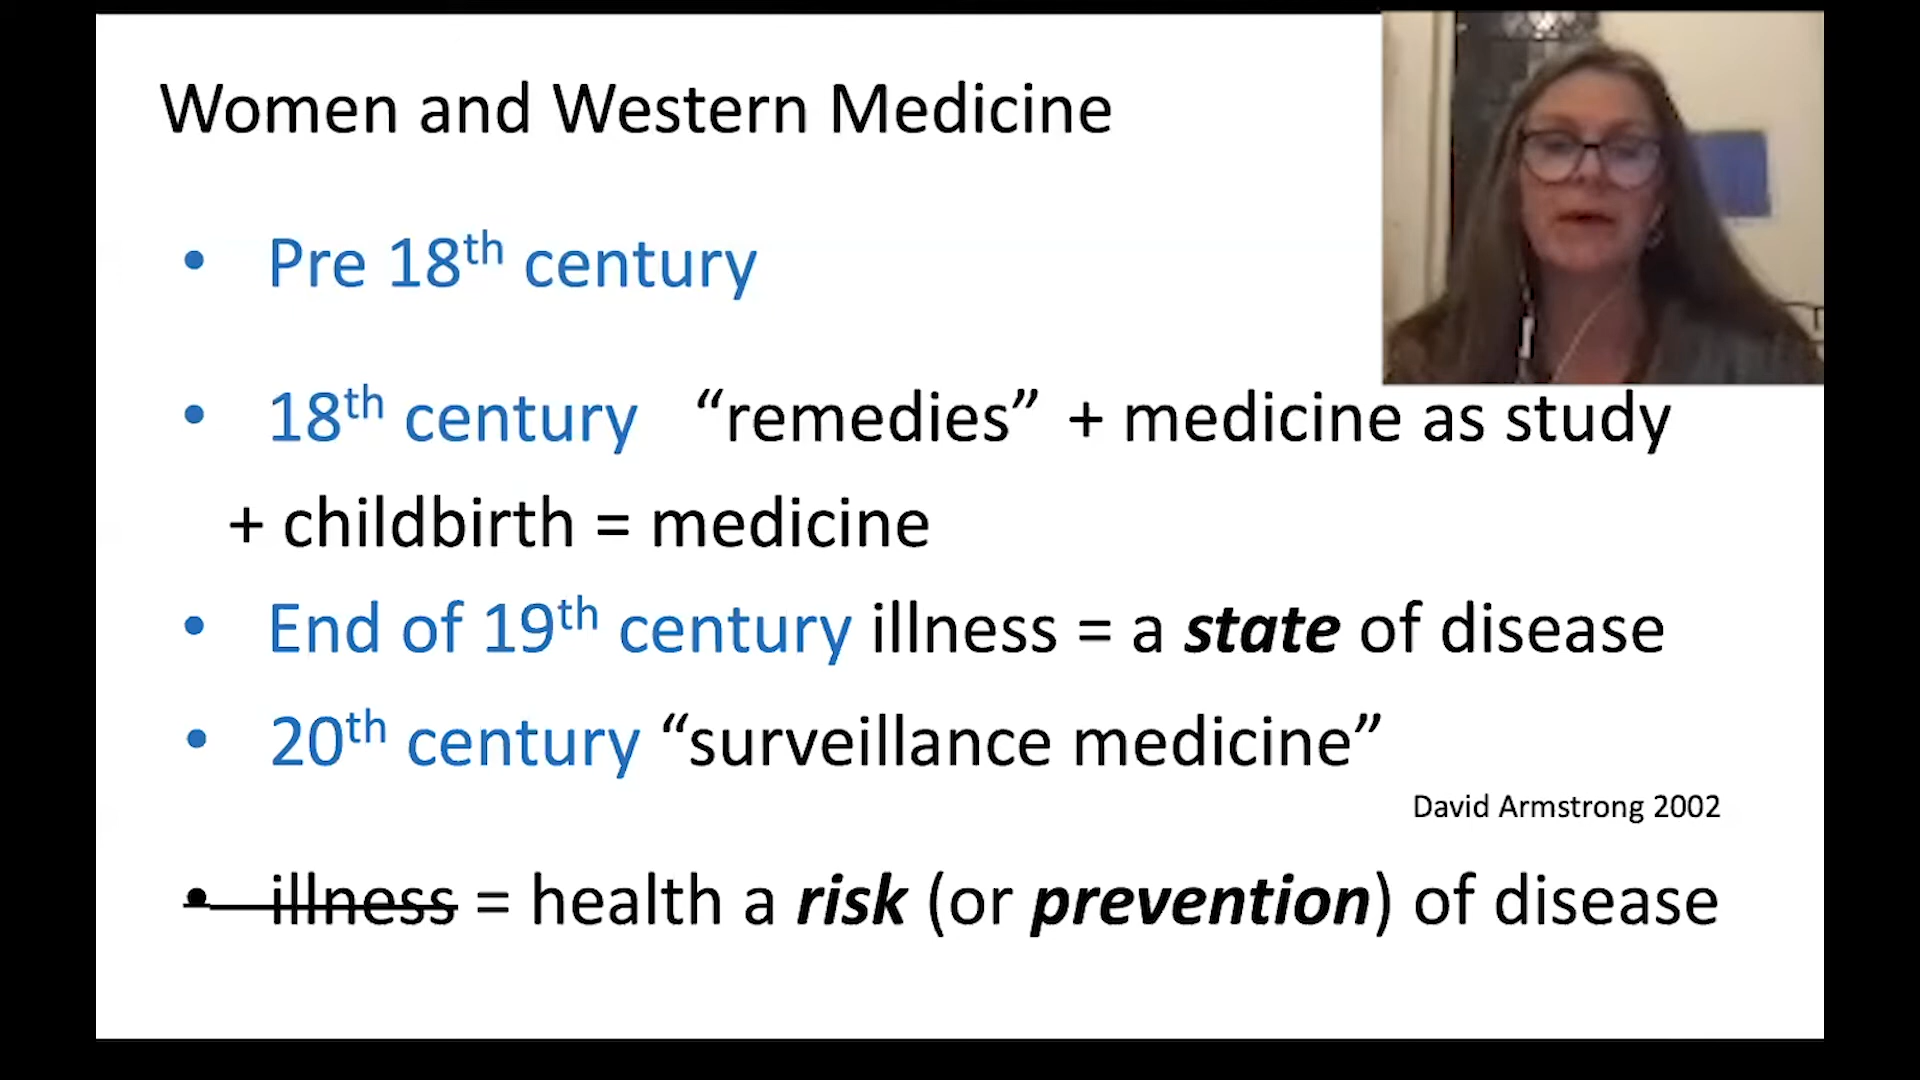 Women and Western Medicine
• Pre 18th century
• 18th century “remedies” + medicine as study
+ childbirth = medicine
• End of 19th century illness = a state of disease
• 20th century “surveillance medicine”
David Armstrong 2002
• illness = health a risk (or prevention) of disease